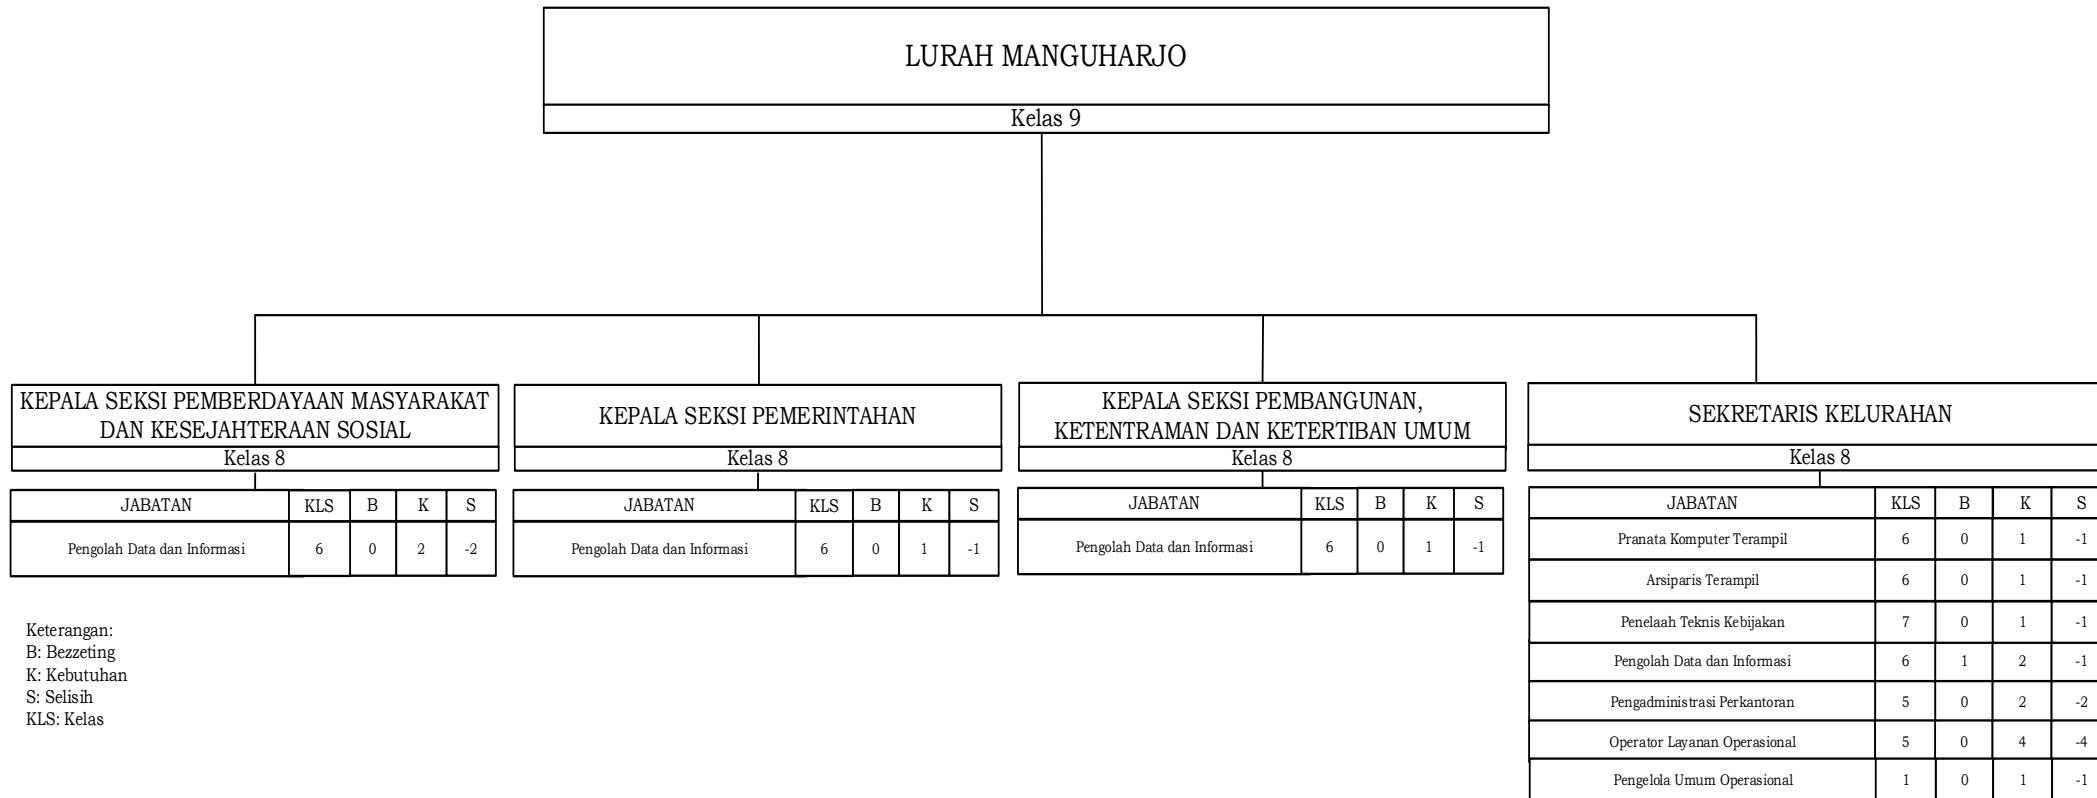 LURAH MANGUHARJO
Kelas 9
KEPALA SEKSI PEMBERDAYAAN MASYARAKAT
DAN KESEJAHTERAAN SOSIAL
Kelas 8
JABATAN KLS B K S
Pengolah Data dan Informasi 6 0 2 -2
KEPALA SEKSI PEMERINTAHAN
Kelas 8
JABATAN KLS B K S
Pengolah Data dan Informasi 6 0 1 -1
KEPALA SEKSI PEMBANGUNAN,
KETENTRAMAN DAN KETERTIBAN UMUM
Kelas 8
JABATAN KLS B K S
Pengolah Data dan Informasi 6 0 1 -1
SEKRETARIS KELURAHAN
Kelas 8
JABATAN KLS B K S
Pranata Komputer Terampil 6 0 1 -1
Arsiparis Terampil 6 0 1 -1
Penelaah Teknis Kebijakan 7 0 1 -1
Pengolah Data dan Informasi 6 1 2 -1
Pengadministrasi Perkantoran 5 0 2 -2
Operator Layanan Operasional 5 0 4 -4
Pengelola Umum Operasional 1 0 1 -1
Keterangan:
B: Bezzeting
K: Kebutuhan
S: Selisih
KLS: Kelas